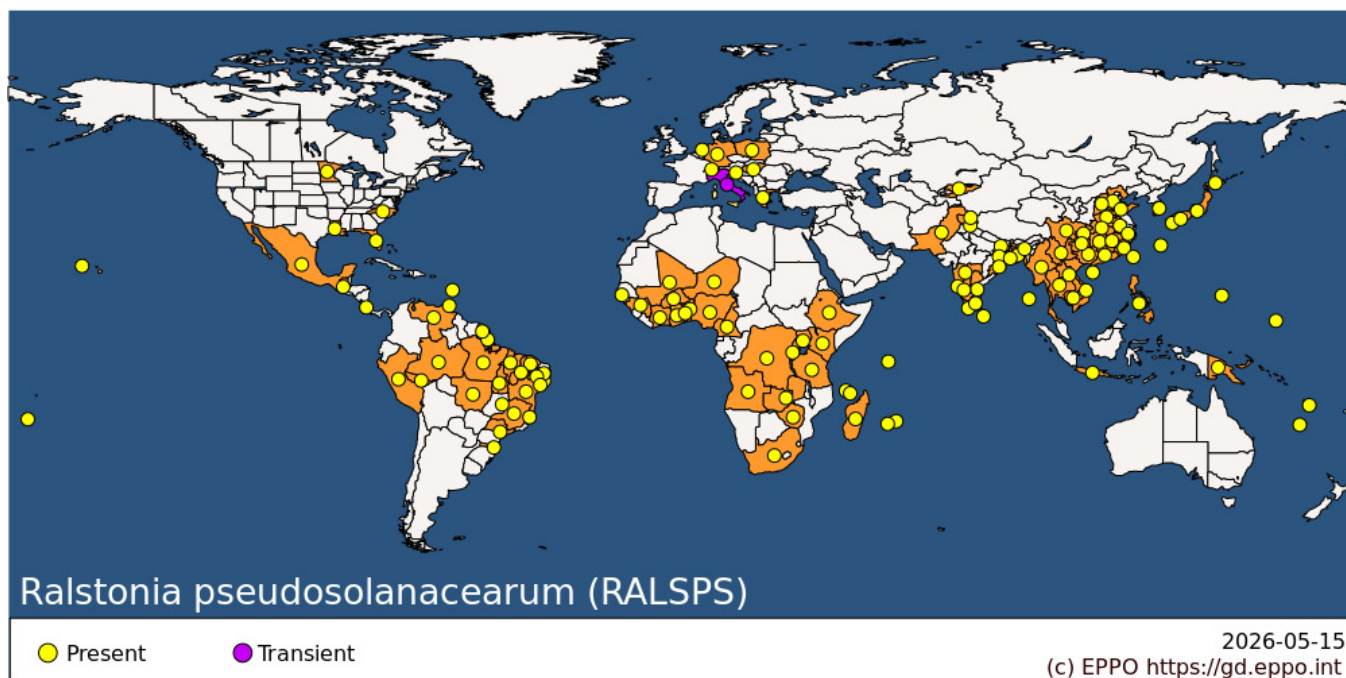 Ralstonia pseudosolanacearum (RALSPS)
Present
Transient
2026-05-15
(c) EPPO https://gd.eppo.int